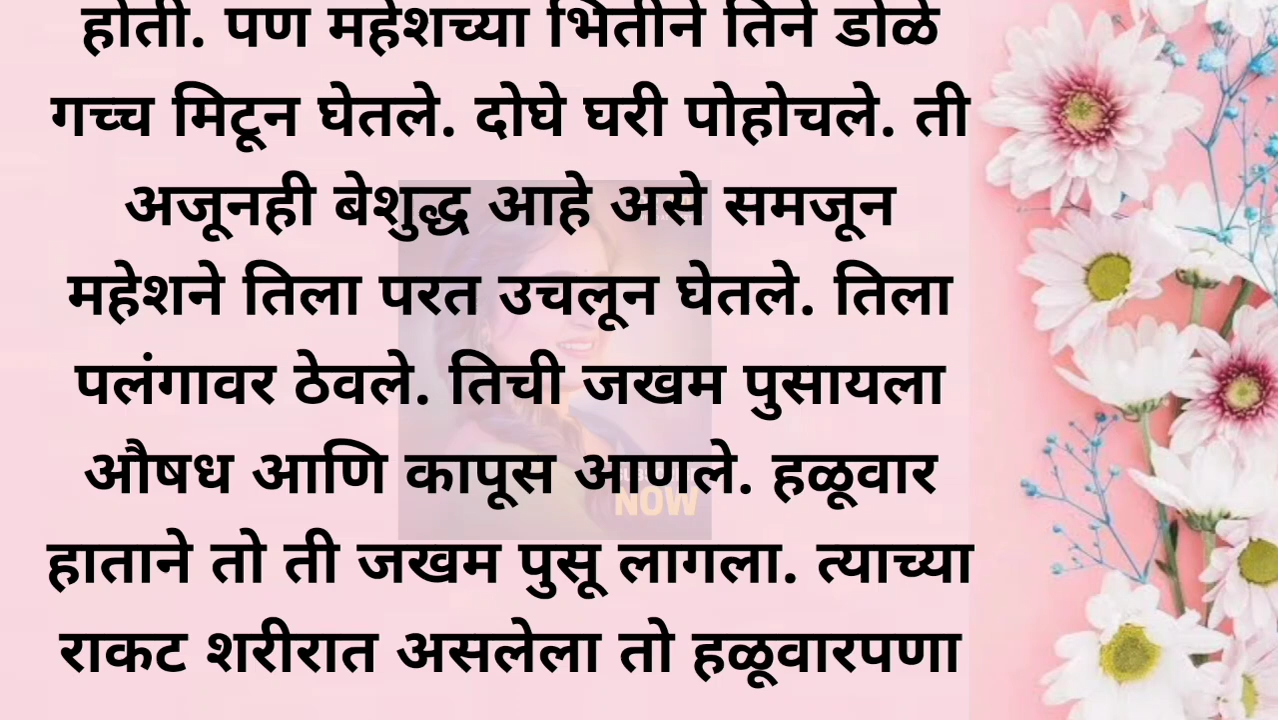 होती. पण महेशच्या भितीने तिने डोळे
गच्च मिटून घेतले. दोघे घरी पोहोचले. ती
अजूनही बेशुद्ध आहे असे समजून
महेशने तिला परत उचलून घेतले. तिला
पलंगावर ठेवले. तिची जखम पुसायला
औषध आणि कापूस आणले. हळूवार
NOW
हाताने तो ती जखम पुसू लागला. त्याच्या
राकट शरीरात असलेला तो हळूवारपणा